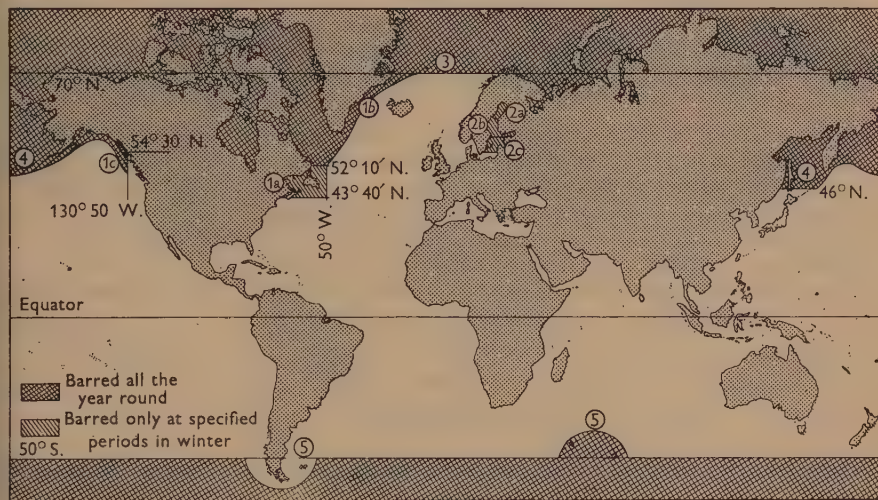 3
70° N.
1b
2a
2b
54° 30 N.
2c
4
1c
52° 10′ N.
4
1a
43° 40′ N.
46° N.
130° 50 W.
50° W.
Equator
Barred all the
year round
Barred only at specified
periods in winter
50° S.
5
5